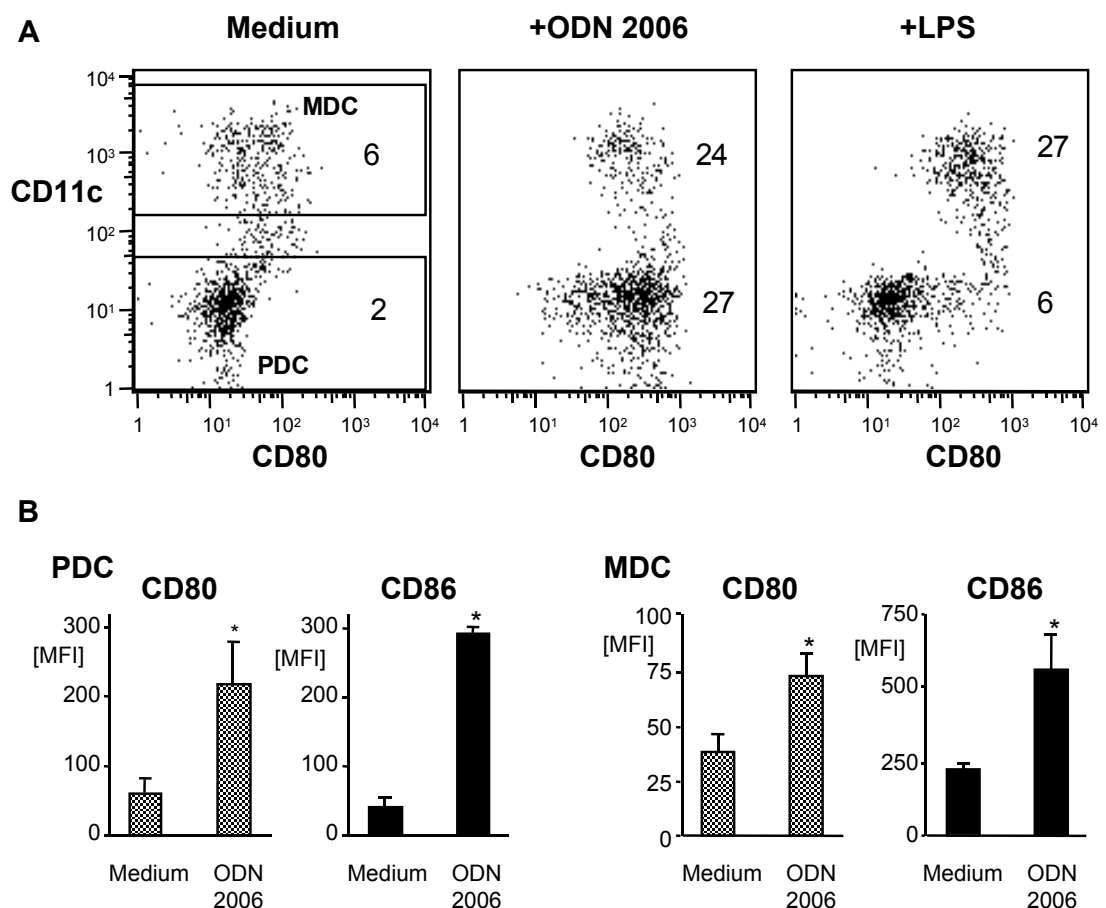 A
Medium
+ODN 2006
+LPS
10⁴
10³
10²
10¹
1
CD11c
MDC
6
2
PDC
24
27
27
6
1 10¹ 10² 10³ 10⁴
1 10¹ 10² 10³ 10⁴
1 10¹ 10² 10³ 10⁴
CD80
CD80
CD80
B
PDC
CD80
CD86
MDC
CD80
CD86
300
[MFI]
200
100
0
*
Medium
ODN
2006
300
[MFI]
200
100
0
*
Medium
ODN
2006
100
[MFI]
75
50
25
0
*
Medium
ODN
2006
750
[MFI]
500
250
0
*
Medium
ODN
2006